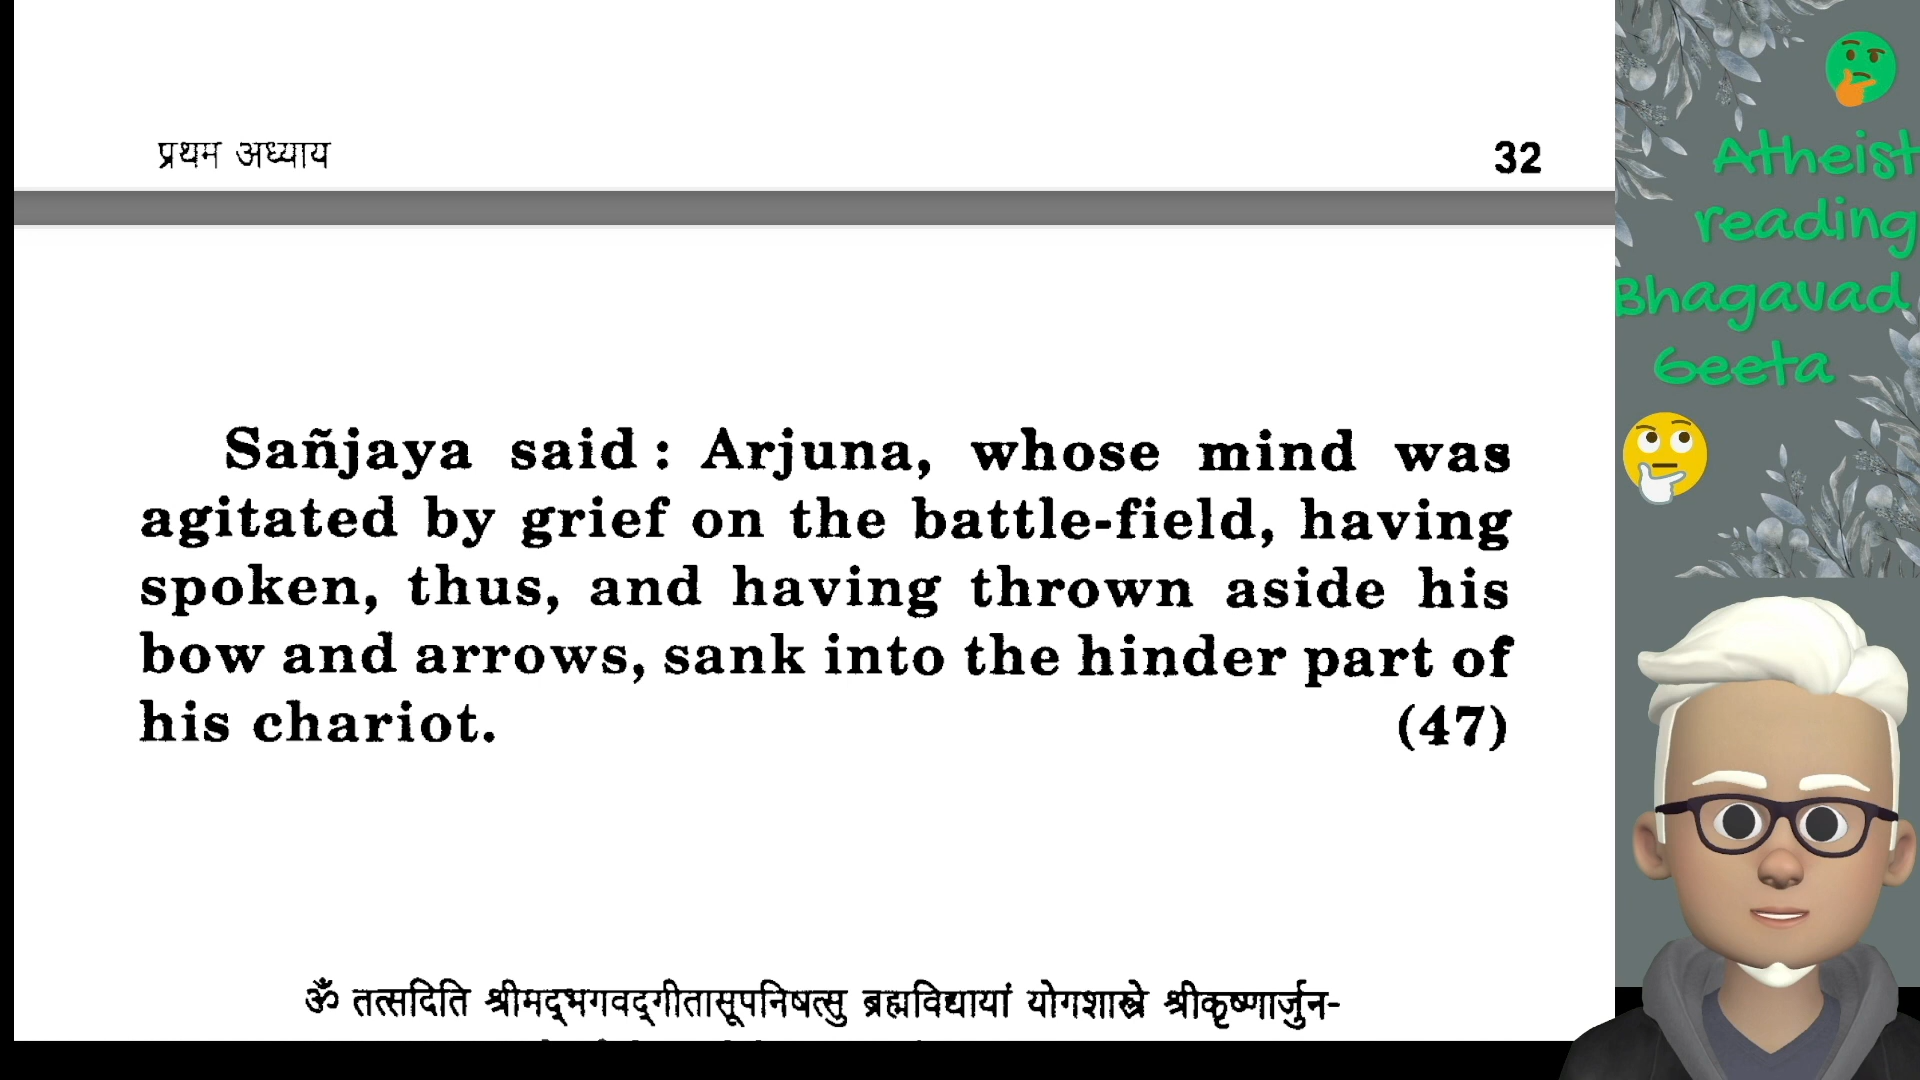 प्रथम अध्याय
32
Sañjaya said : Arjuna, whose mind was
agitated by grief on the battle-field, having
spoken, thus, and having thrown aside his
bow and arrows, sank into the hinder part of
his chariot. (47)
ॐ तत्सदिति श्रीमद्भगवद्गीतासूपनिषत्सु ब्रह्मविद्यायां योगशास्त्रे श्रीकृष्णार्जुन-
Atheist
reading
Bhagavad
Geeta